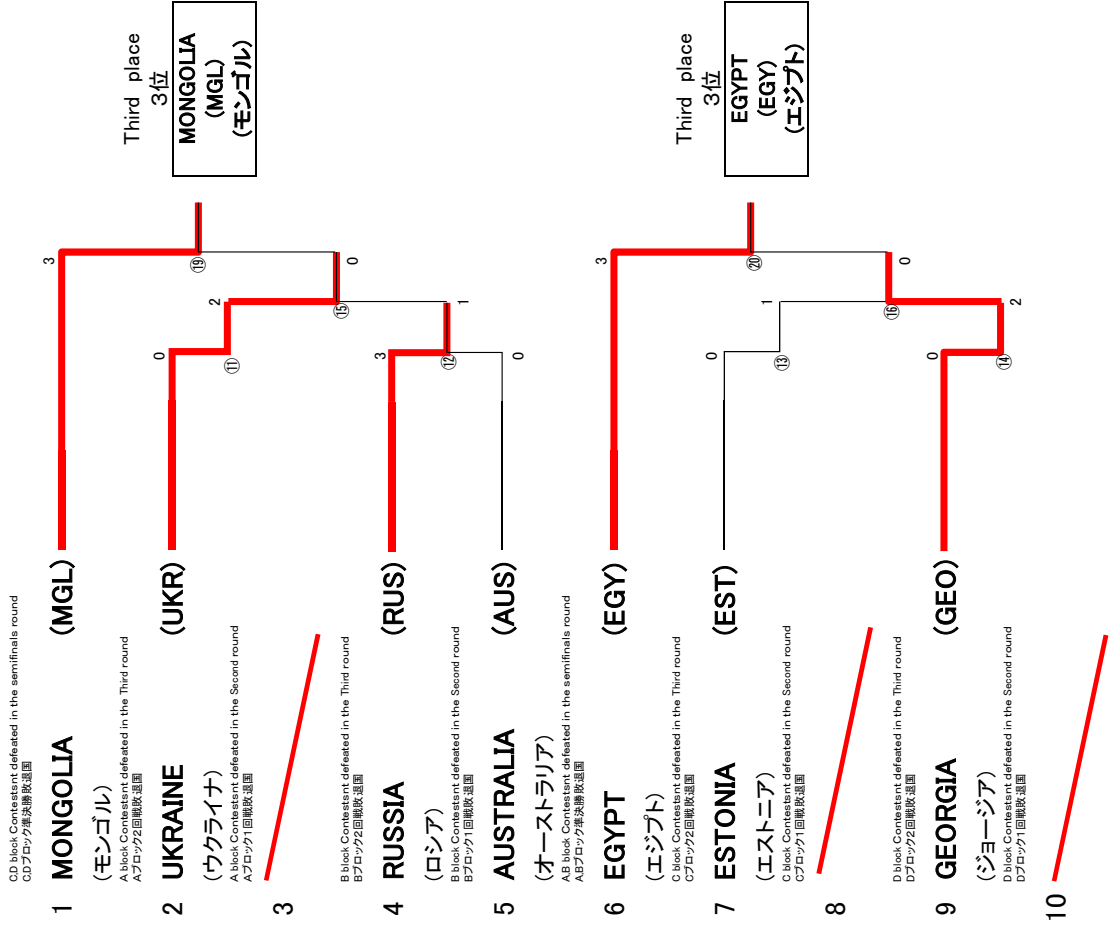 C,D block Contestsnt defeated in the semifinals round
C,Dブロック準決勝敗退国
1 MONGOLIA (MGL)
(モンゴル)
A block Contestsnt defeated in the Third round
Aブロック2回戦敗退国
2 UKRAINE (UKR)
(ウクライナ)
A block Contestsnt defeated in the Second round
Aブロック1回戦敗退国
3
B block Contestsnt defeated in the Third round
Bブロック2回戦敗退国
4 RUSSIA (RUS)
(ロシア)
B block Contestsnt defeated in the Second round
Bブロック1回戦敗退国
5 AUSTRALIA (AUS)
(オーストラリア)
A,B block Contestsnt defeated in the semifinals round
A,Bブロック準決勝敗退国
6 EGYPT (EGY)
(エジプト)
C block Contestsnt defeated in the Third round
Cブロック2回戦敗退国
7 ESTONIA (EST)
(エストニア)
C block Contestsnt defeated in the Second round
Cブロック1回戦敗退国
8
D block Contestsnt defeated in the Third round
Dブロック2回戦敗退国
9 GEORGIA (GEO)
(ジョージア)
D block Contestsnt defeated in the Second round
Dブロック1回戦敗退国
10
3
0
2
0
⑲
⑪
⑮
3
1
0
⑫
Third place
3位
MONGOLIA
(MGL)
(モンゴル)
3
0
1
0
⑳
⑬
⑯
0
2
⑭
Third place
3位
EGYPT
(EGY)
(エジプト)